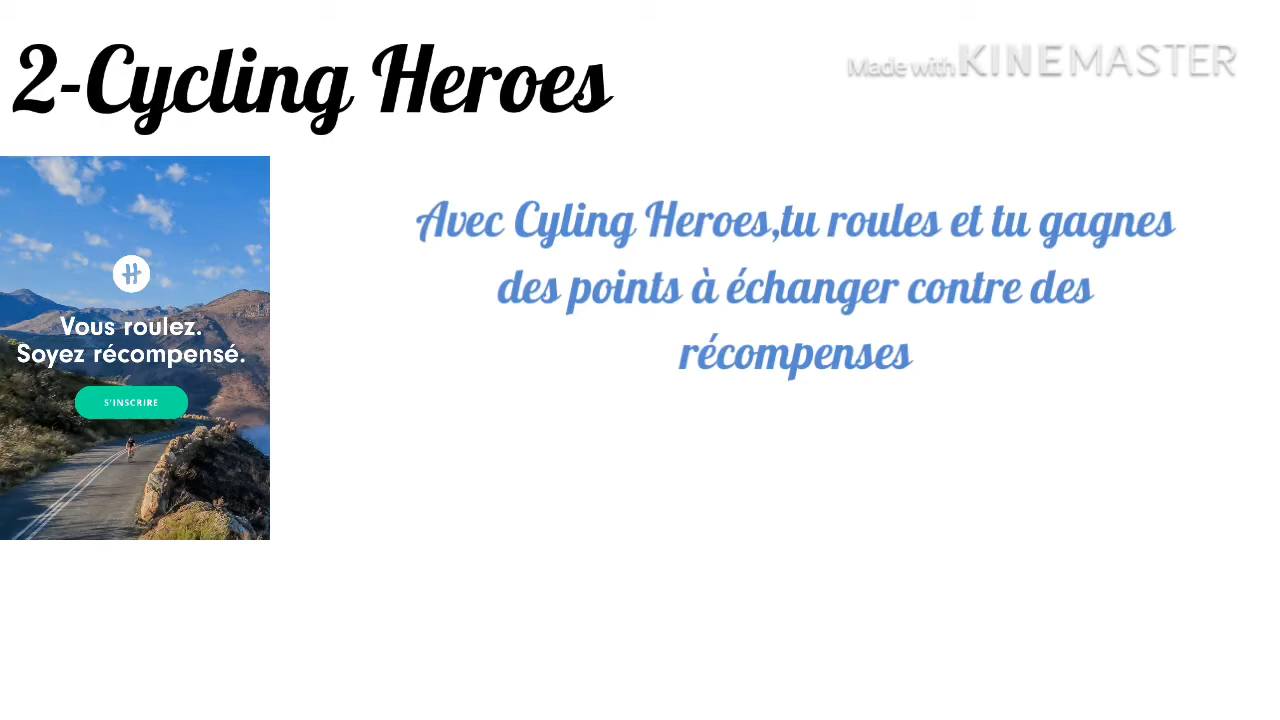 2-Cycling Heroes
Made with KINEMASTER
Avec Cyling Heroes,tu roules et tu gagnes
des points à échanger contre des
récompenses
H
Vous roulez.
Soyez récompensé.
S'INSCRIRE